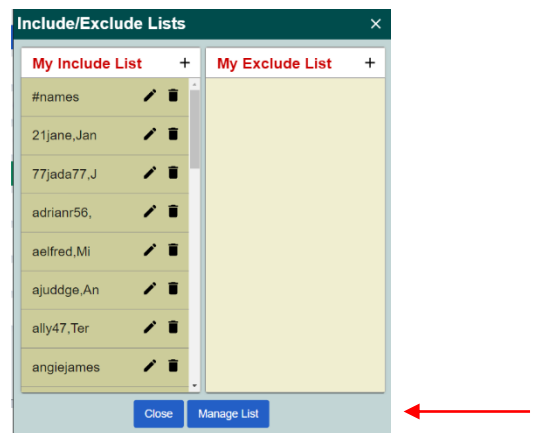 Include/Exclude Lists ×
My Include List +
#names
21jane,Jan
77jada77,J
adrianr56,
aelfred,Mi
ajuddge,An
ally47,Ter
angiejames
My Exclude List +
Close
Manage List